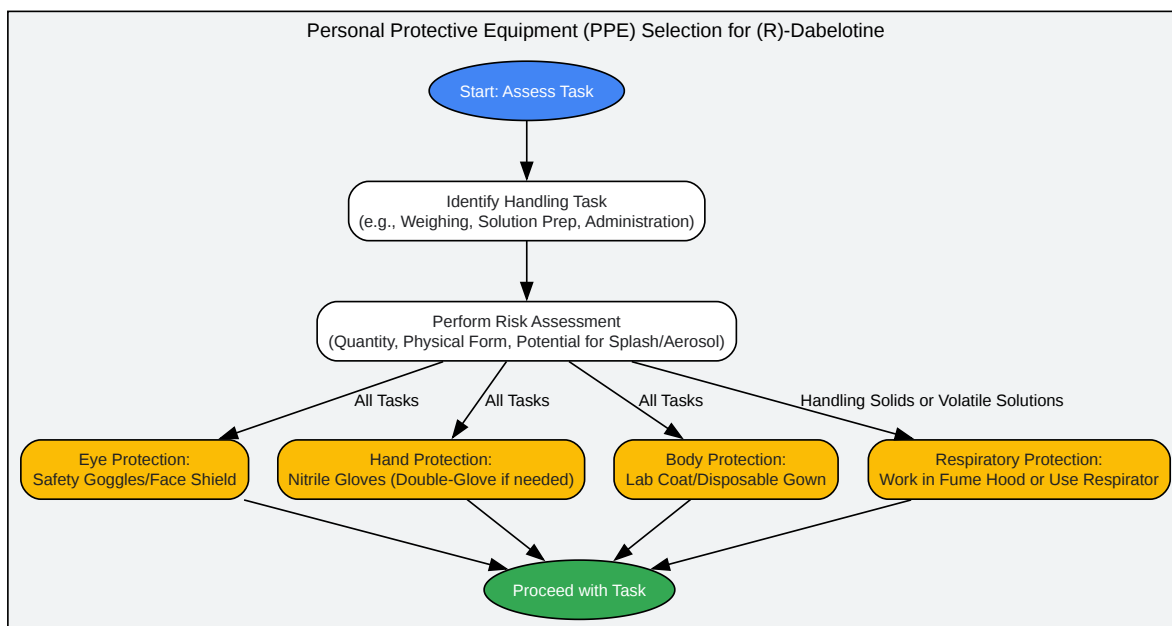 Personal Protective Equipment (PPE) Selection for (R)-Dabelotine
Start: Assess Task
Identify Handling Task
(e.g., Weighing, Solution Prep, Administration)
Perform Risk Assessment
(Quantity, Physical Form, Potential for Splash/Aerosol)
All Tasks
All Tasks
All Tasks
Handling Solids or Volatile Solutions
Eye Protection:
Safety Goggles/Face Shield
Hand Protection:
Nitrile Gloves (Double-Glove if needed)
Body Protection:
Lab Coat/Disposable Gown
Respiratory Protection:
Work in Fume Hood or Use Respirator
Proceed with Task